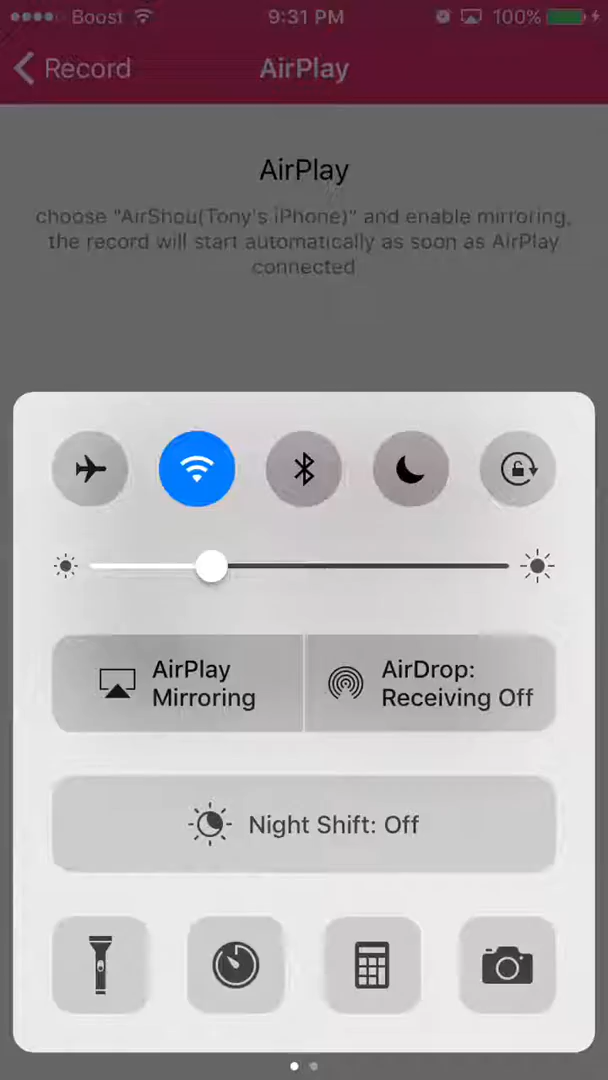 Boost 9:31 PM 100%
Record AirPlay
AirPlay
choose "AirShou(Tony's iPhone)" and enable mirroring,
the record will start automatically as soon as AirPlay
connected
AirPlay
Mirroring
AirDrop:
Receiving Off
Night Shift: Off